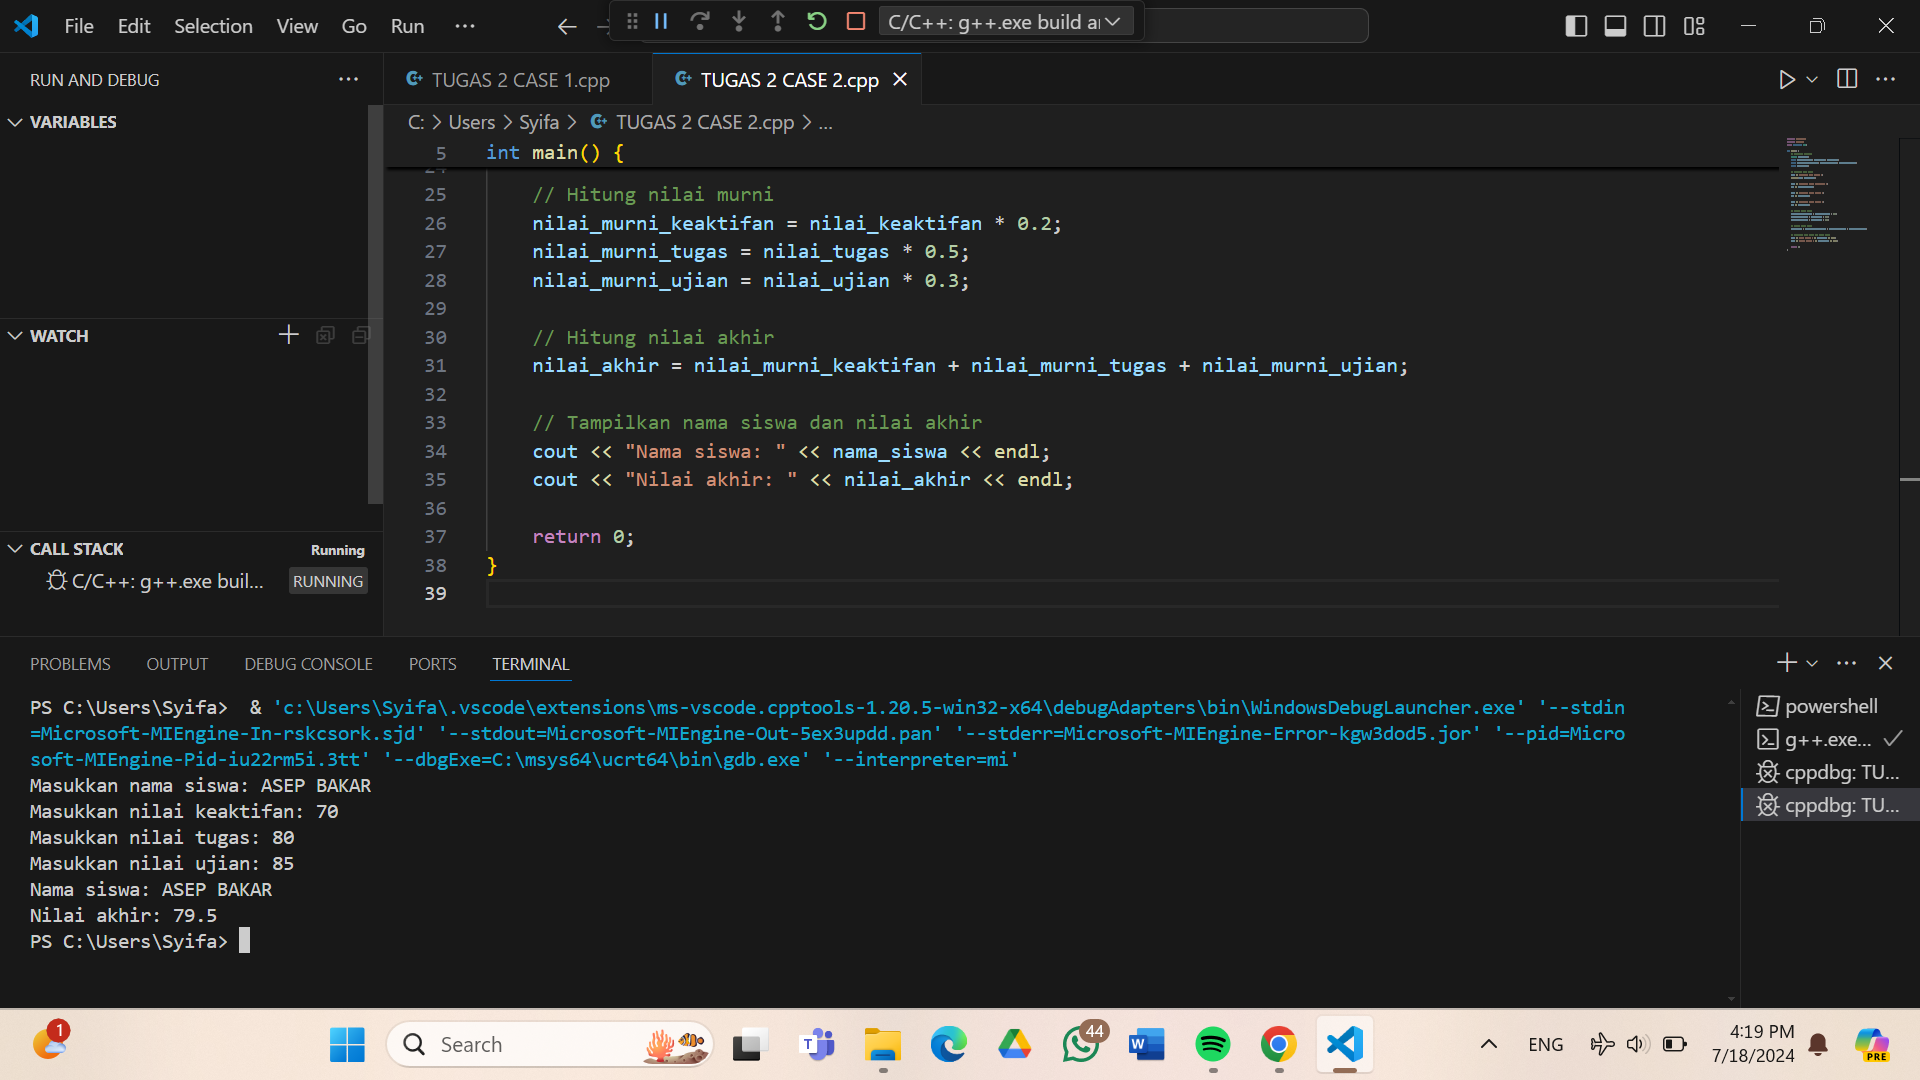 File Edit Selection View Go Run ···
C/C++: g++.exe build ar
RUN AND DEBUG ···
TUGAS 2 CASE 1.cpp
TUGAS 2 CASE 2.cpp
VARIABLES
C: > Users > Syifa > TUGAS 2 CASE 2.cpp > ...
5 int main() {
24
25 // Hitung nilai murni
26 nilai_murni_keaktifan = nilai_keaktifan * 0.2;
27 nilai_murni_tugas = nilai_tugas * 0.5;
28 nilai_murni_ujian = nilai_ujian * 0.3;
29
30 // Hitung nilai akhir
31 nilai_akhir = nilai_murni_keaktifan + nilai_murni_tugas + nilai_murni_ujian;
32
33 // Tampilkan nama siswa dan nilai akhir
34 cout << "Nama siswa: " << nama_siswa << endl;
35 cout << "Nilai akhir: " << nilai_akhir << endl;
36
37 return 0;
38 }
39
WATCH
CALL STACK Running
C/C++: g++.exe buil... RUNNING
PROBLEMS OUTPUT DEBUG CONSOLE PORTS TERMINAL
PS C:\Users\Syifa>  & 'c:\Users\Syifa\.vscode\extensions\ms-vscode.cpptools-1.20.5-win32-x64\debugAdapters\bin\WindowsDebugLauncher.exe' '--stdin
=Microsoft-MIEngine-In-rskcsork.sjd' '--stdout=Microsoft-MIEngine-Out-5ex3updd.pan' '--stderr=Microsoft-MIEngine-Error-kgw3dod5.jor' '--pid=Micro
soft-MIEngine-Pid-iu22rm5i.3tt' '--dbgExe=C:\msys64\ucrt64\bin\gdb.exe' '--interpreter=mi'
Masukkan nama siswa: ASEP BAKAR
Masukkan nilai keaktifan: 70
Masukkan nilai tugas: 80
Masukkan nilai ujian: 85
Nama siswa: ASEP BAKAR
Nilai akhir: 79.5
PS C:\Users\Syifa>
powershell
g++.exe...
cppdbg: TU...
cppdbg: TU...
1
Search
44
ENG
4:19 PM
7/18/2024
PRE